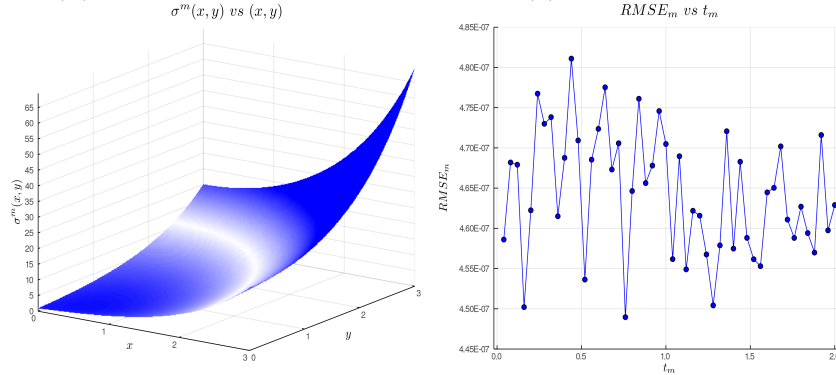 σ^m(x, y) vs (x, y)
σ^m(x, y)
65
60
55
50
45
40
35
30
25
20
15
10
5
0
0
1
2
3
x
0
1
2
3
y
RMSE_m vs t_m
RMSE_m
4.85E-07
4.80E-07
4.75E-07
4.70E-07
4.65E-07
4.60E-07
4.55E-07
4.50E-07
4.45E-07
0.0
0.5
1.0
1.5
2.0
t_m